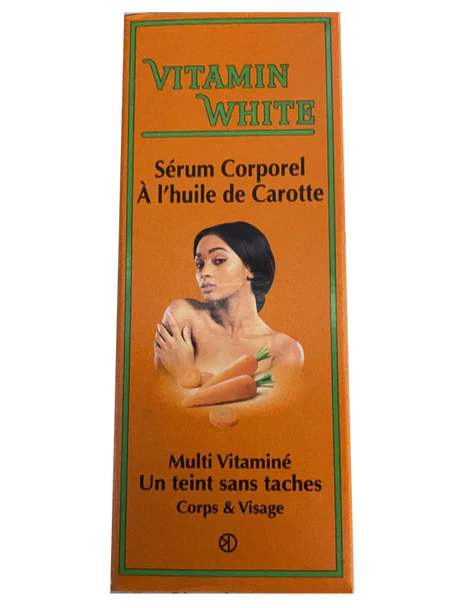 VITAMIN
WHITE
Sérum Corporel
À l'huile de Carotte
Multi Vitaminé
Un teint sans taches
Corps & Visage